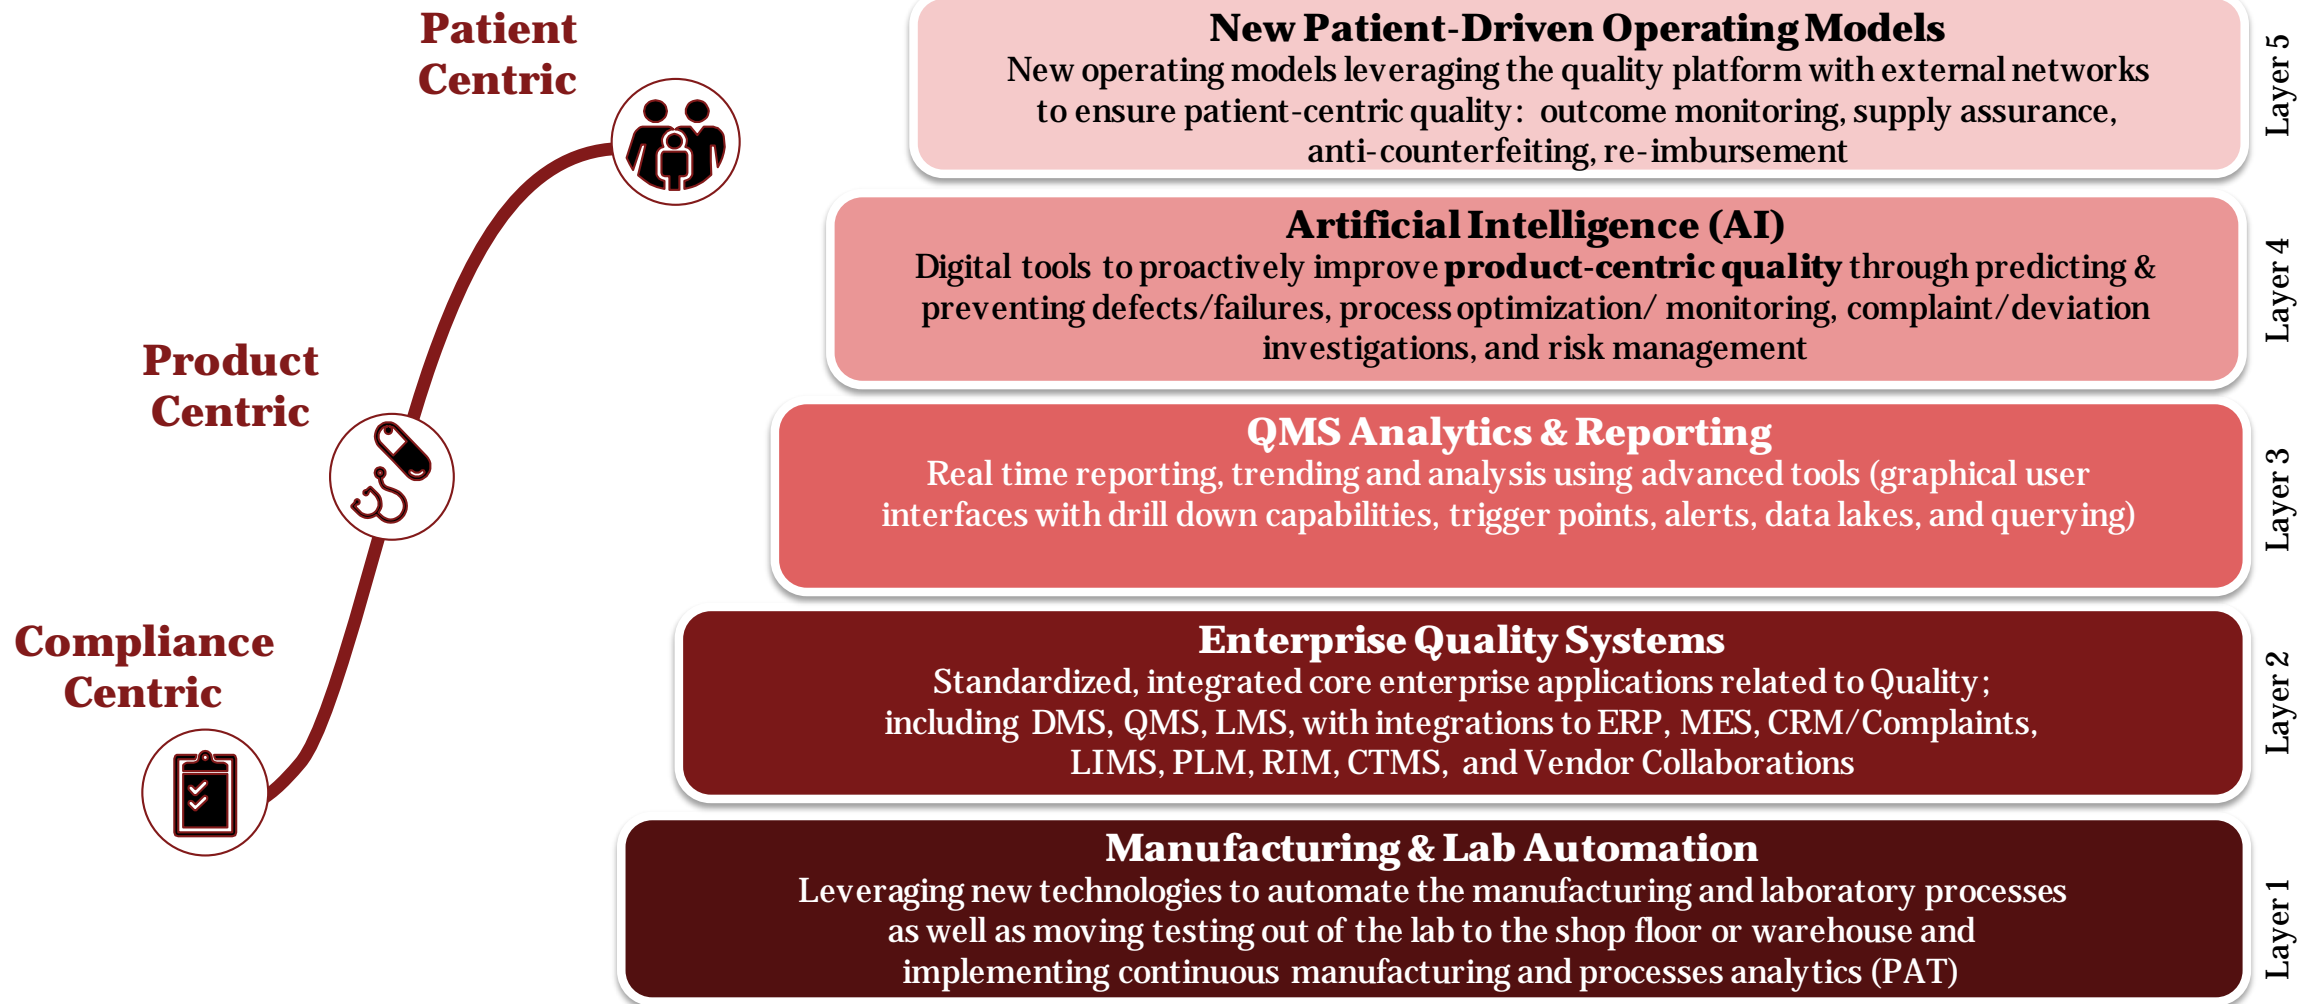 Patient
Centric
Product
Centric
Compliance
Centric
New Patient-Driven Operating Models
New operating models leveraging the quality platform with external networks
to ensure patient-centric quality: outcome monitoring, supply assurance,
anti-counterfeiting, re-imbursement
Layer 5
Artificial Intelligence (AI)
Digital tools to proactively improve product-centric quality through predicting &
preventing defects/failures, process optimization/ monitoring, complaint/deviation
investigations, and risk management
Layer 4
QMS Analytics & Reporting
Real time reporting, trending and analysis using advanced tools (graphical user
interfaces with drill down capabilities, trigger points, alerts, data lakes, and querying)
Layer 3
Enterprise Quality Systems
Standardized, integrated core enterprise applications related to Quality;
including DMS, QMS, LMS, with integrations to ERP, MES, CRM/Complaints,
LIMS, PLM, RIM, CTMS, and Vendor Collaborations
Layer 2
Manufacturing & Lab Automation
Leveraging new technologies to automate the manufacturing and laboratory processes
as well as moving testing out of the lab to the shop floor or warehouse and
implementing continuous manufacturing and processes analytics (PAT)
Layer 1